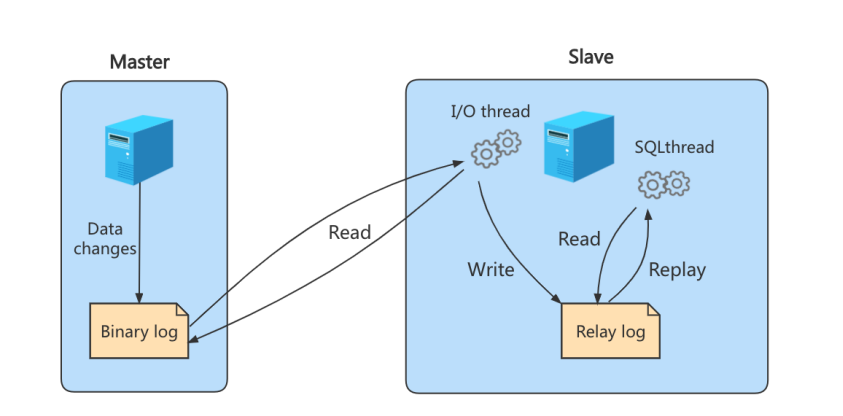 Master
Slave
I/O thread
SQLthread
Data
changes
Read
Read
Write
Replay
Binary log
Relay log